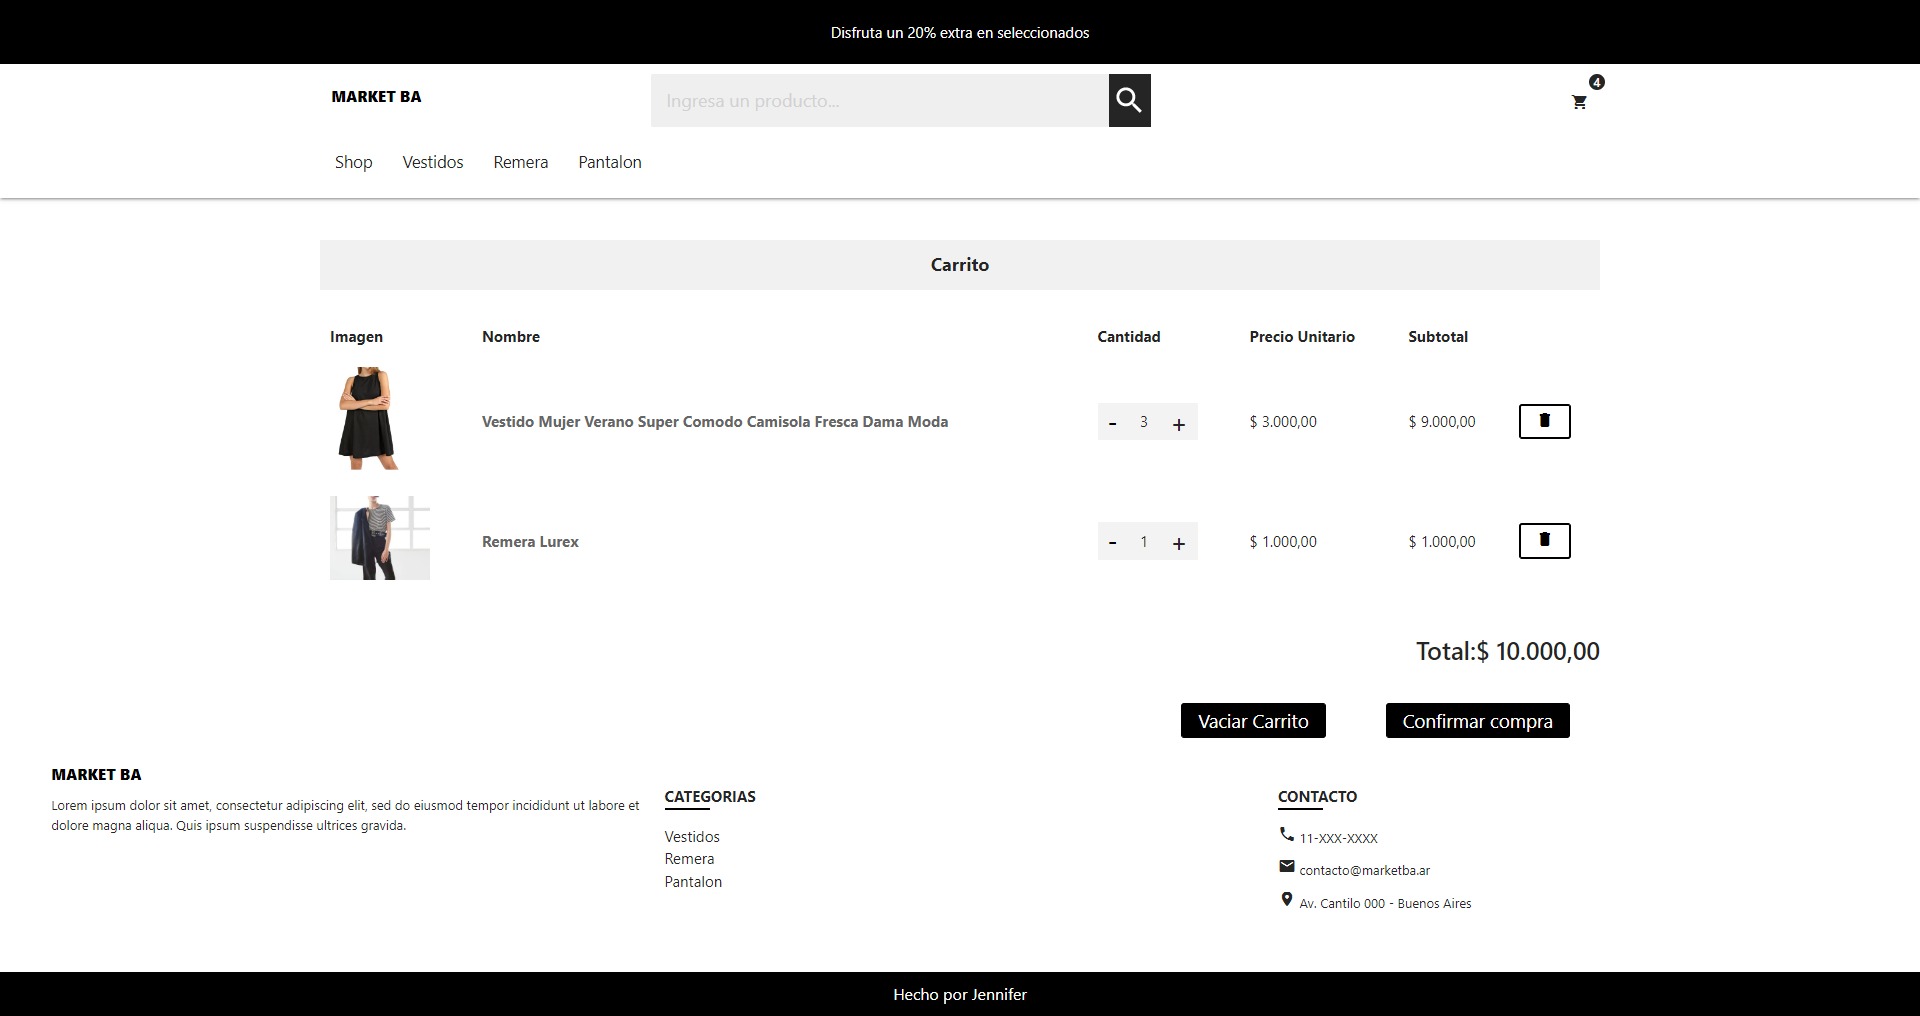 Disfruta un 20% extra en seleccionados
MARKET BA
Ingresa un producto...
4
Shop Vestidos Remera Pantalon
Carrito
Imagen Nombre Cantidad Precio Unitario Subtotal
Vestido Mujer Verano Super Comodo Camisola Fresca Dama Moda - 3 + $ 3.000,00 $ 9.000,00
Remera Lurex - 1 + $ 1.000,00 $ 1.000,00
Total:$ 10.000,00
Vaciar Carrito Confirmar compra
MARKET BA
Lorem ipsum dolor sit amet, consectetur adipiscing elit, sed do eiusmod tempor incididunt ut labore et
dolore magna aliqua. Quis ipsum suspendisse ultrices gravida.
CATEGORIAS
Vestidos
Remera
Pantalon
CONTACTO
11-XXX-XXXX
contacto@marketba.ar
Av. Cantilo 000 - Buenos Aires
Hecho por Jennifer